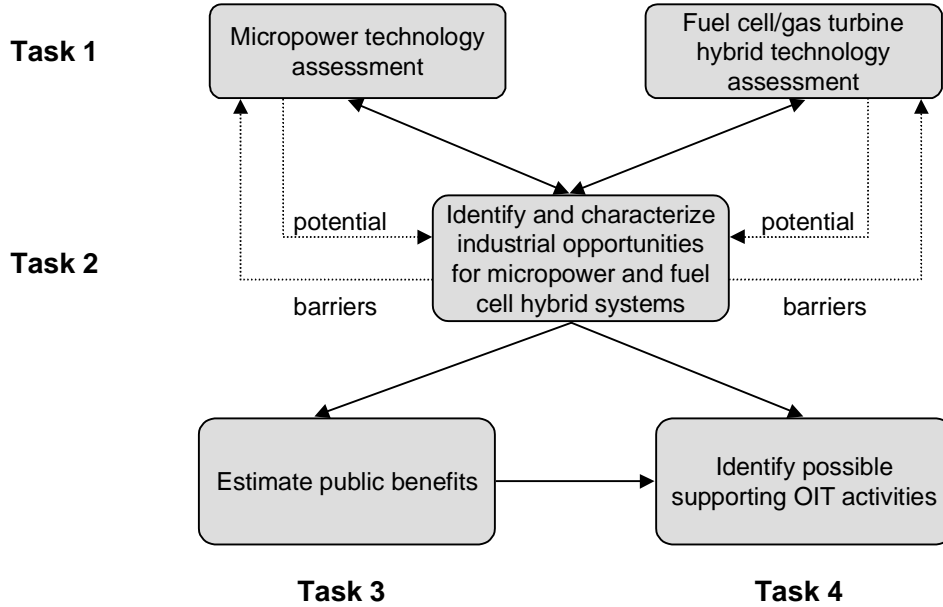 Task 1
Micropower technology
assessment
Fuel cell/gas turbine
hybrid technology
assessment
potential
Identify and characterize
industrial opportunities
for micropower and fuel
cell hybrid systems
potential
Task 2
barriers
barriers
Estimate public benefits
Identify possible
supporting OIT activities
Task 3
Task 4